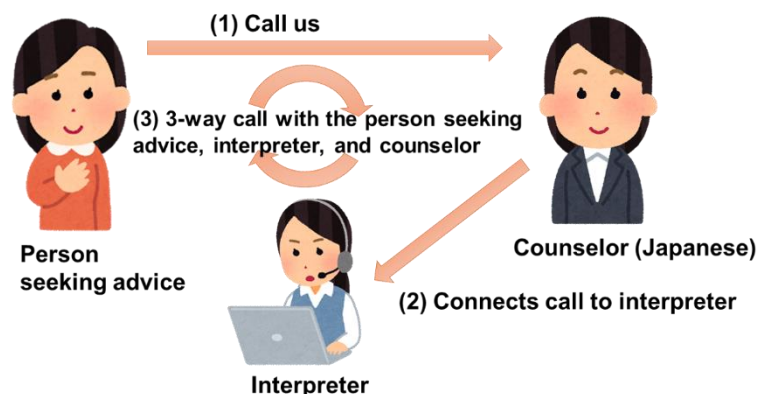 (1) Call us
(3) 3-way call with the person seeking
advice, interpreter, and counselor
Person
seeking advice
Counselor (Japanese)
(2) Connects call to interpreter
Interpreter